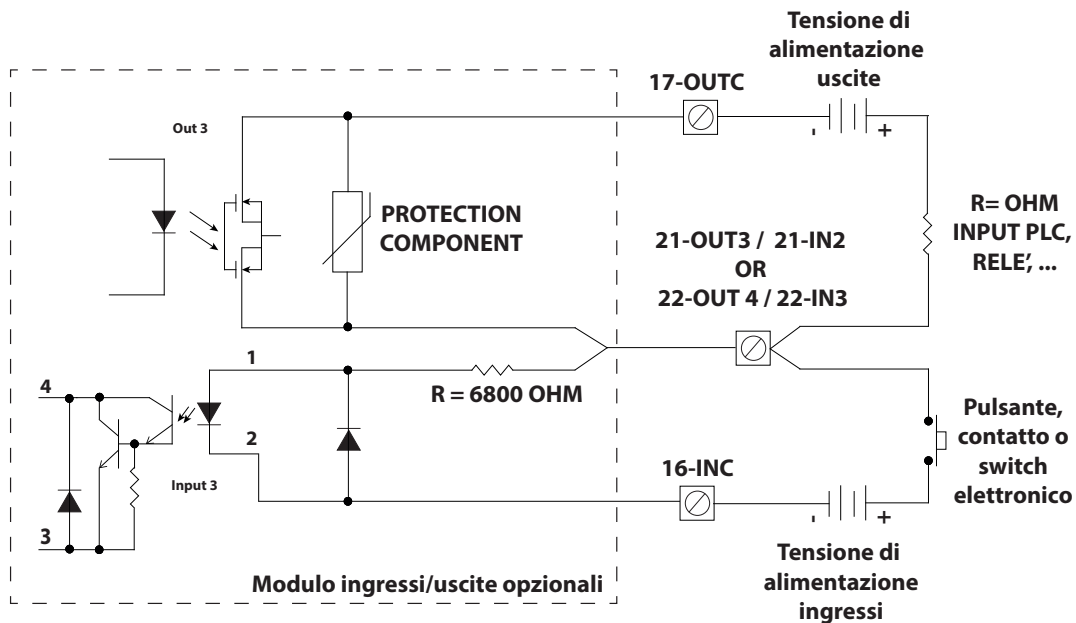 Tensione di
alimentazione
uscite
17-OUTC
- +
Out 3
PROTECTION
COMPONENT
R= OHM
INPUT PLC,
RELE', ...
21-OUT3 / 21-IN2
OR
22-OUT 4 / 22-IN3
1
R = 6800 OHM
4
2
Pulsante,
contatto o
switch
elettronico
16-INC
Input 3
3
- +
Tensione di
alimentazione
ingressi
Modulo ingressi/uscite opzionali